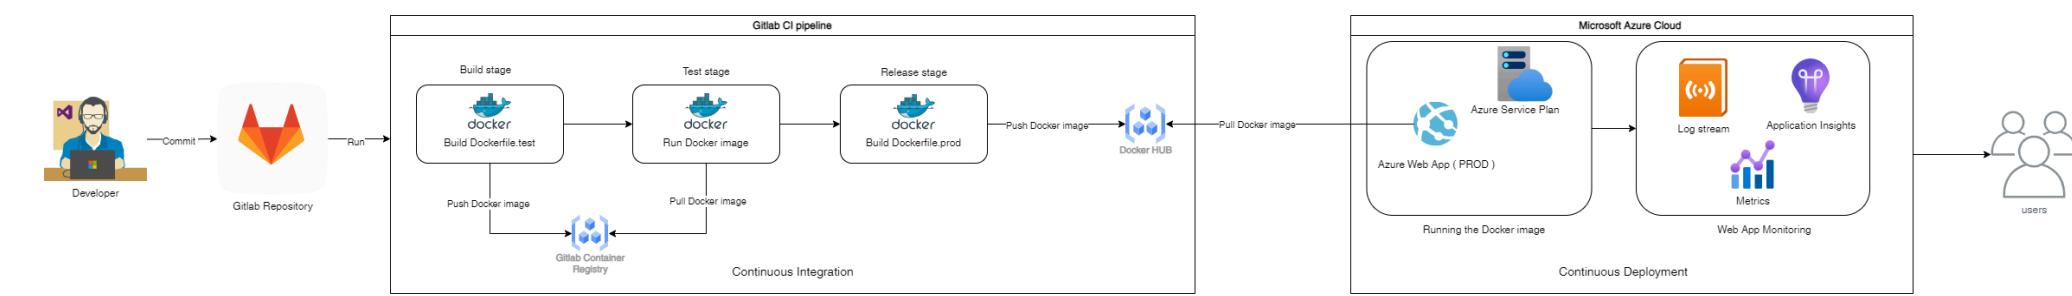 Gitlab CI pipeline
Microsoft Azure Cloud
Build stage
Test stage
Release stage
docker
Build Dockerfile.test
docker
Run Docker image
docker
Build Dockerfile.prod
Commit
Run
Developer
Gitlab Repository
Push Docker image
Pull Docker image
Gitlab Container
Registry
Continuous Integration
Push Docker image
Docker HUB
Pull Docker image
Azure Service Plan
Azure Web App ( PROD )
Running the Docker image
Log stream
Application Insights
Metrics
Web App Monitoring
Continuous Deployment
users